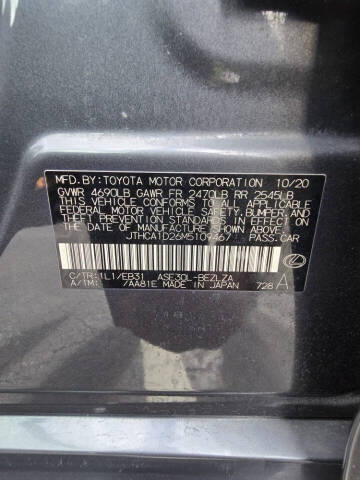 MFD. BY: TOYOTA MOTOR CORPORATION 10/20
GVWR 4690LB GAWR FR 2470LB RR 2545LB
THIS VEHICLE CONFORMS TO ALL APPLICABLE
FEDERAL MOTOR VEHICLE SAFETY, BUMPER, AND
THEFT PREVENTION STANDARDS IN EFFECT ON
THE DATE OF MANUFACTURE SHOWN ABOVE.
JTHCA1D26M5109467 PASS. CAR
C/TR: 1L1/EB31 ASE30L-BEZLZA
A/TM: /AA81E MADE IN JAPAN 728 A